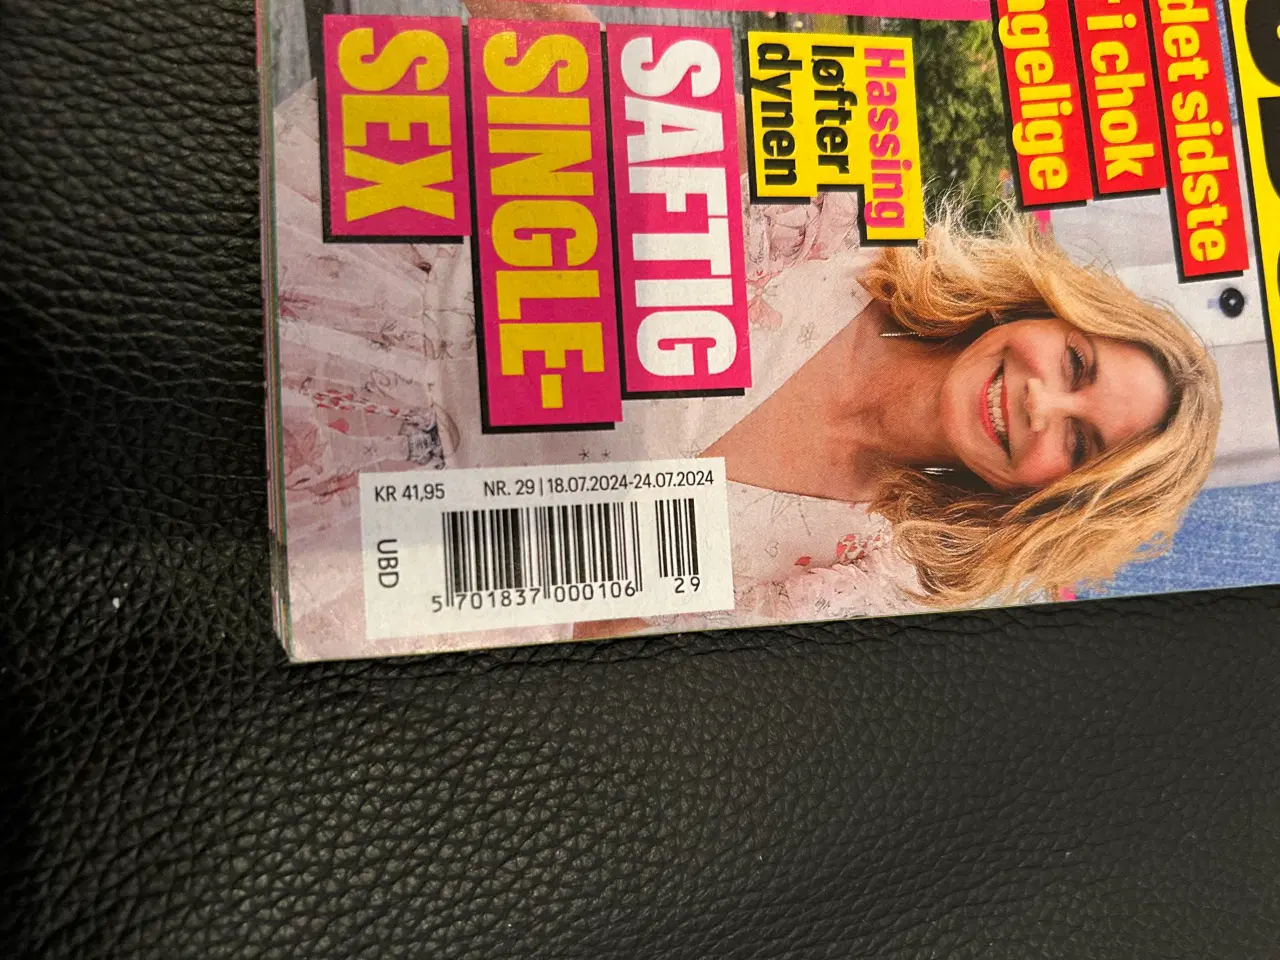 det sidste
i chok
ngelige
Hassing
løfter
dynen
SAFTIG
SINGLE-
SEX
KR 41,95 NR. 29 | 18.07.2024-24.07.2024
UBD
5 701837 000106 29